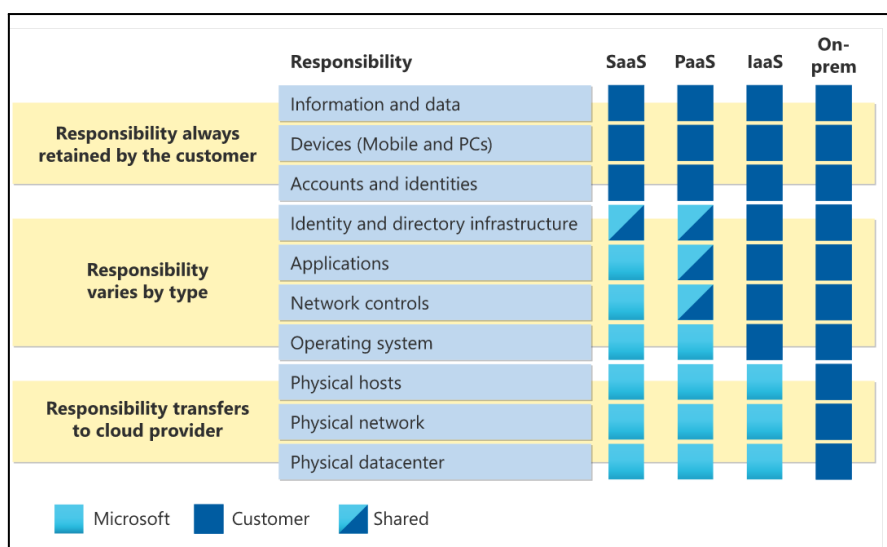 Responsibility SaaS PaaS IaaS On-
prem
Responsibility always
retained by the customer
Information and data
Devices (Mobile and PCs)
Accounts and identities
Responsibility
varies by type
Identity and directory infrastructure
Applications
Network controls
Operating system
Responsibility transfers
to cloud provider
Physical hosts
Physical network
Physical datacenter
Microsoft Customer Shared